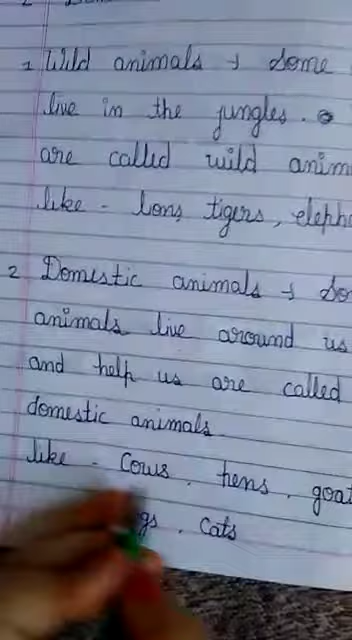 1 Wild animals → Some
live in the jungles.
are called wild anim
like - lons tigers, eleph
2 Domestic animals → So
animals live around us
and help us are called
domestic animals
like - Cows, hens, goat
gs, Cats